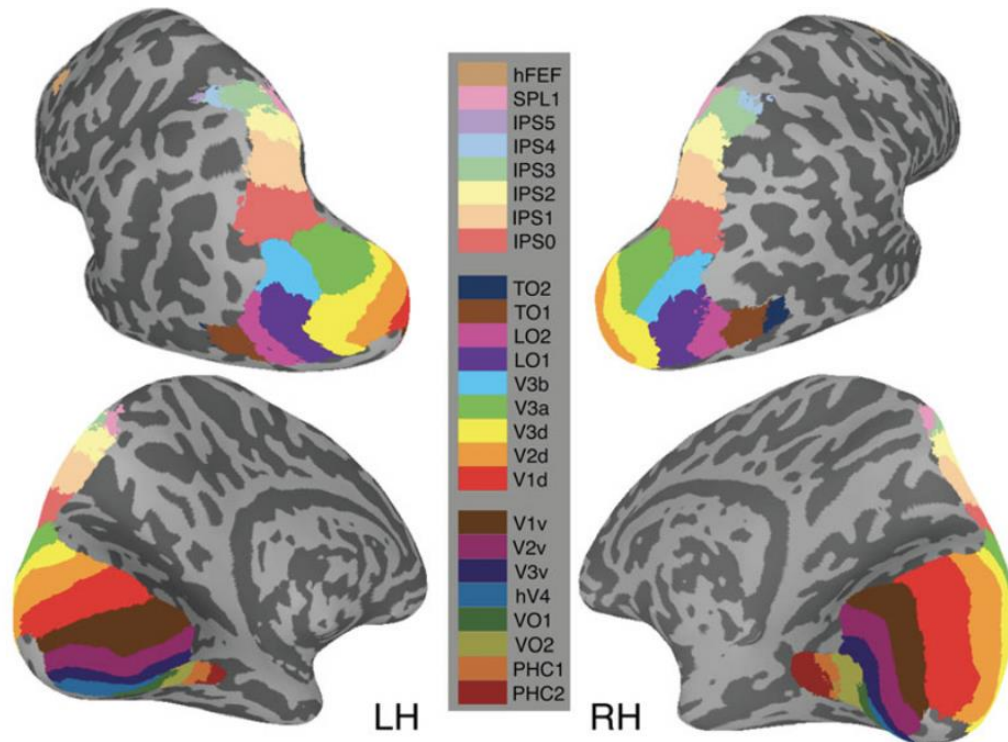 hFEF
SPL1
IPS5
IPS4
IPS3
IPS2
IPS1
IPS0
TO2
TO1
LO2
LO1
V3b
V3a
V3d
V2d
V1d
V1v
V2v
V3v
hV4
VO1
VO2
PHC1
PHC2
LH
RH